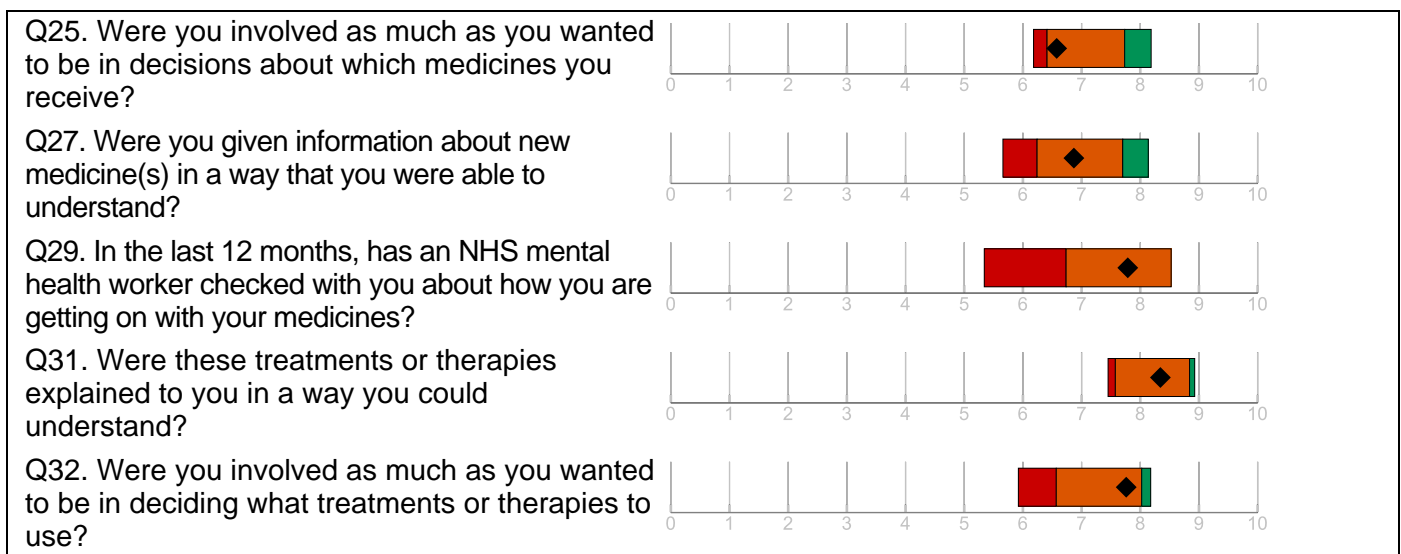 Q25. Were you involved as much as you wanted
to be in decisions about which medicines you
receive?
0 1 2 3 4 5 6 7 8 9 10
Q27. Were you given information about new
medicine(s) in a way that you were able to
understand?
0 1 2 3 4 5 6 7 8 9 10
Q29. In the last 12 months, has an NHS mental
health worker checked with you about how you are
getting on with your medicines?
0 1 2 3 4 5 6 7 8 9 10
Q31. Were these treatments or therapies
explained to you in a way you could
understand?
0 1 2 3 4 5 6 7 8 9 10
Q32. Were you involved as much as you wanted
to be in deciding what treatments or therapies to
use?
0 1 2 3 4 5 6 7 8 9 10